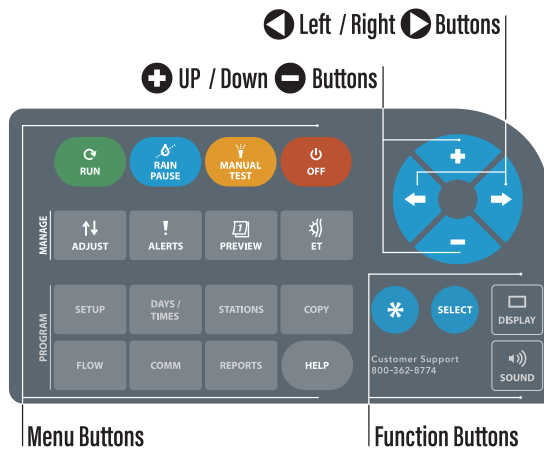 Left / Right Buttons
UP / Down Buttons
RUN
RAIN
PAUSE
MANUAL
TEST
OFF
MANAGE
ADJUST
ALERTS
1
PREVIEW
ET
PROGRAM
SETUP
DAYS /
TIMES
STATIONS
COPY
FLOW
COMM
REPORTS
HELP
*
SELECT
DISPLAY
Customer Support
800-362-8774
SOUND
Menu Buttons
Function Buttons